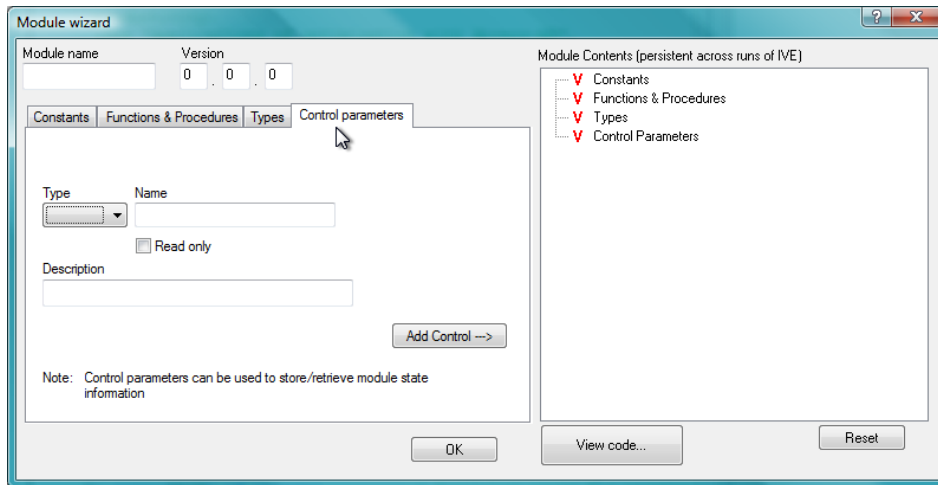 Module wizard
?
X
Module name
Version
0 . 0 . 0
Constants
Functions & Procedures
Types
Control parameters
Type
Name
Read only
Description
Add Control --->
Note: Control parameters can be used to store/retrieve module state
information
OK
Module Contents (persistent across runs of IVE)
V Constants
V Functions & Procedures
V Types
V Control Parameters
View code...
Reset